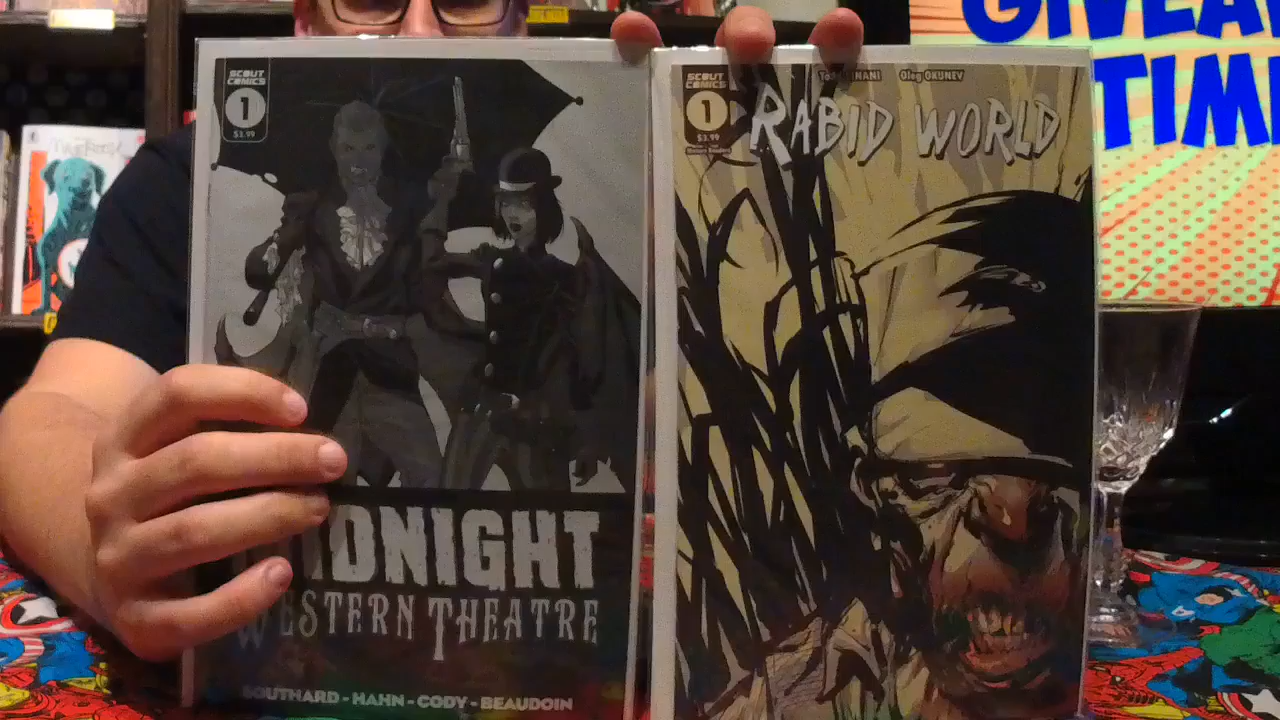 SCOUT
COMICS
1
$3.99
MIDNIGHT
WESTERN THEATRE
SOUTHARD - HAHN - CODY - BEAUDOIN
SCOUT
COMICS
1
$3.99
Oleg OKUNEV
RABID WORLD
TIM